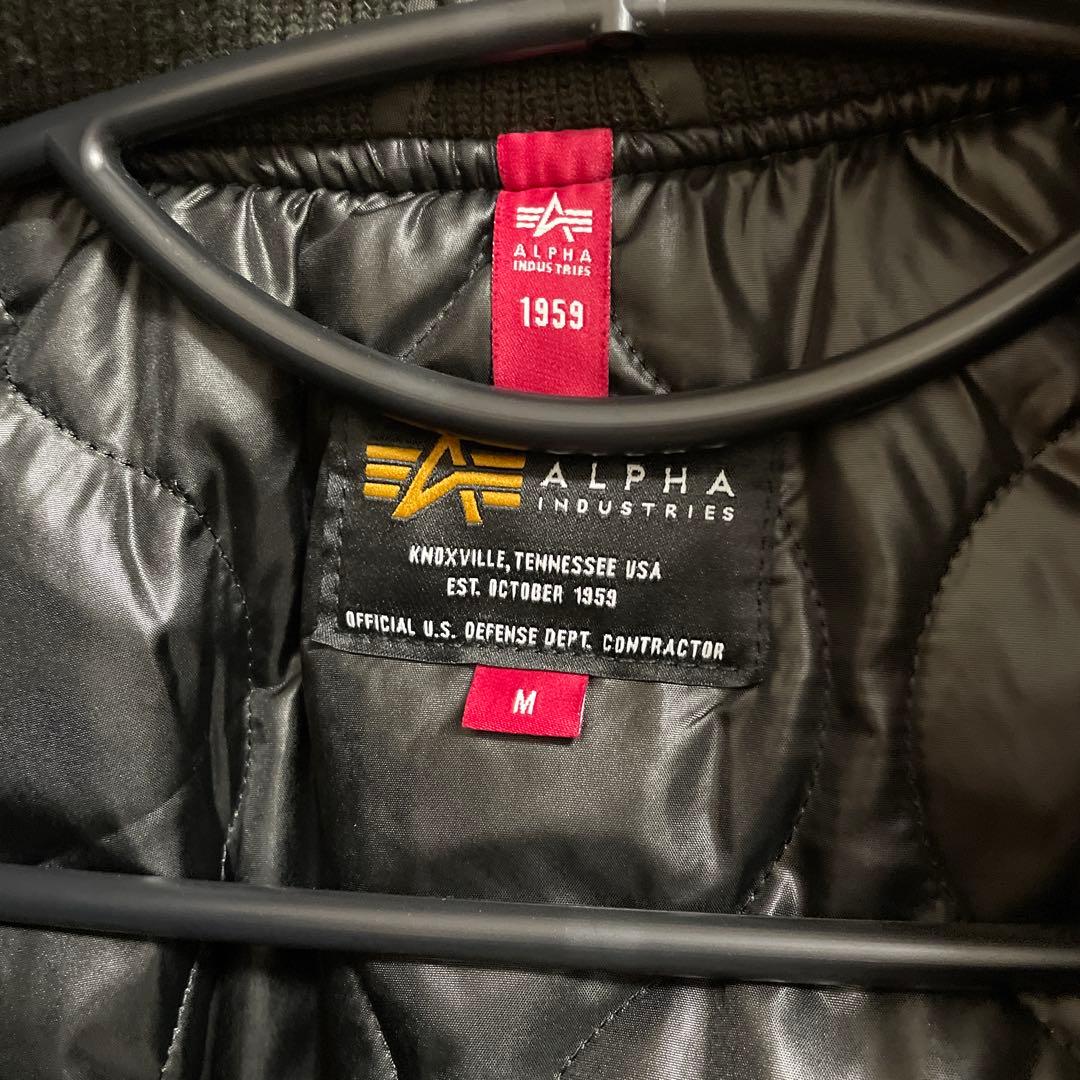 ALPHA
INDUSTRIES
1959
ALPHA
INDUSTRIES
KNOXVILLE, TENNESSEE USA
EST. OCTOBER 1959
OFFICIAL U.S. DEFENSE DEPT. CONTRACTOR
M